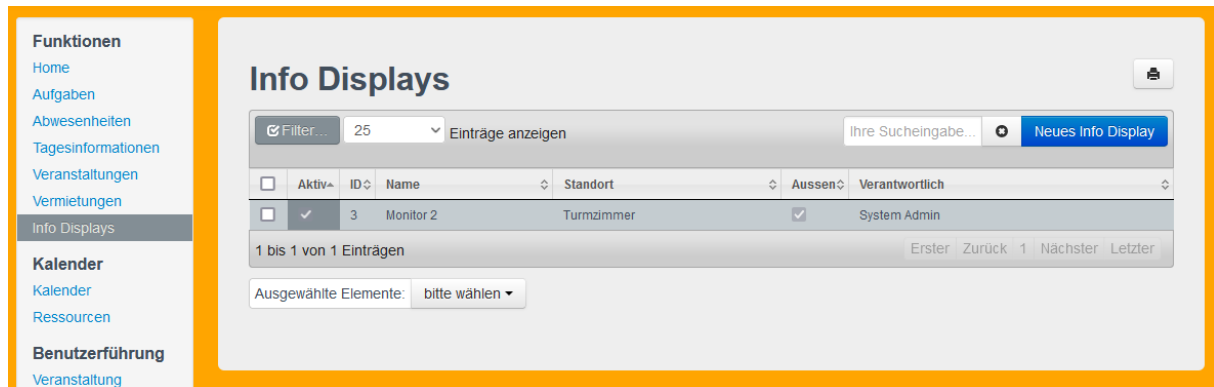 Funktionen
Home
Aufgaben
Abwesenheiten
Tagesinformationen
Veranstaltungen
Vermietungen
Info Displays
Kalender
Kalender
Ressourcen
Benutzerführung
Veranstaltung
Info Displays
Filter... 25 Einträge anzeigen Ihre Sucheingabe... Neues Info Display
Aktiv ID Name Standort Aussen Verantwortlich
3 Monitor 2 Turmzimmer System Admin
1 bis 1 von 1 Einträgen Erster Zurück 1 Nächster Letzter
Ausgewählte Elemente: bitte wählen